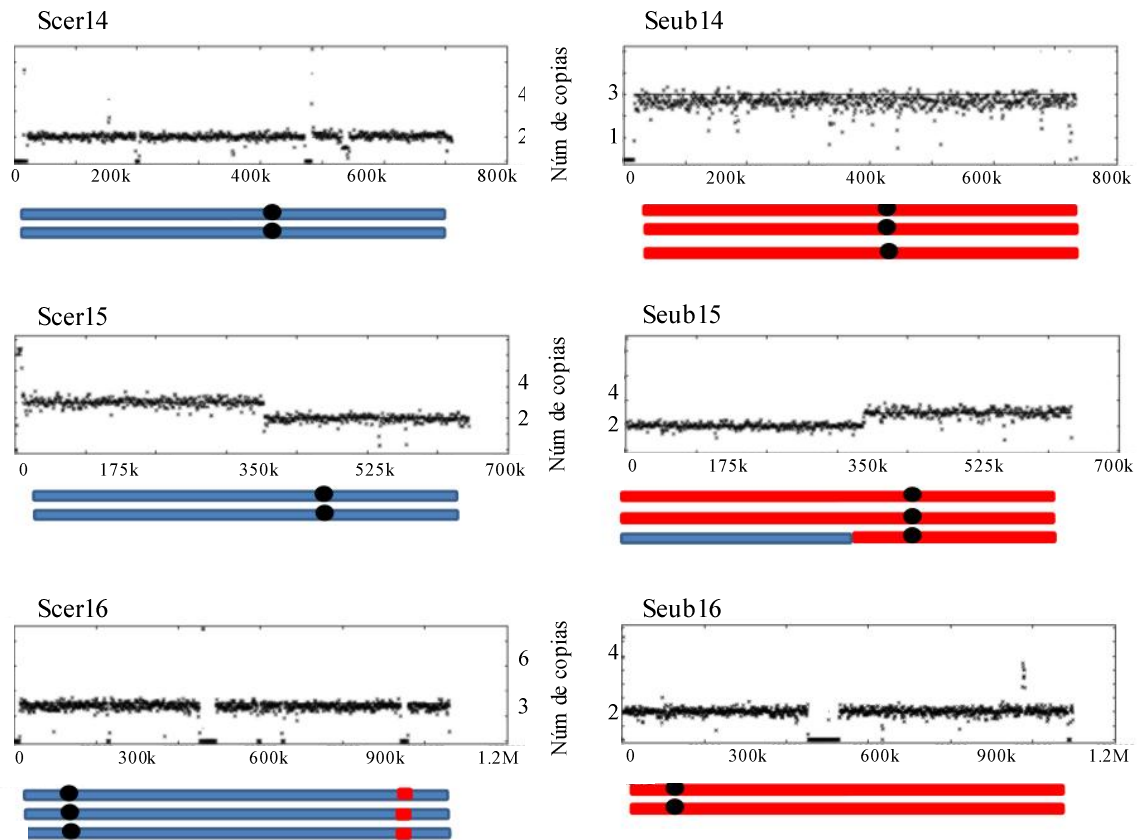 Scer14
Seub14
4
2
Núm de copias
3
1
0 200k 400k 600k 800k
0 200k 400k 600k 800k
Scer15
Seub15
4
2
Núm de copias
4
2
0 175k 350k 525k 700k
0 175k 350k 525k 700k
Scer16
Seub16
6
3
Núm de copias
4
2
0 300k 600k 900k 1.2M
0 300k 600k 900k 1.2M